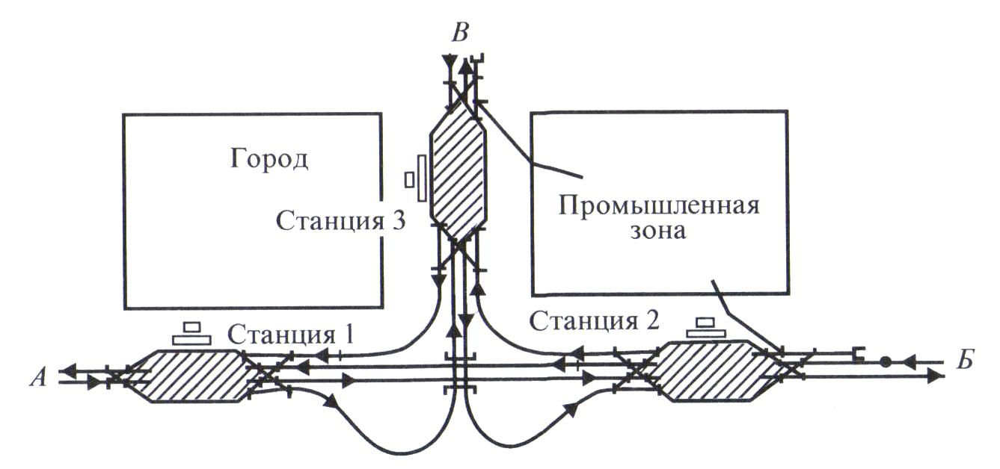 В
Город
Промышленная
зона
Станция 3
Станция 2
Станция 1
А
Б